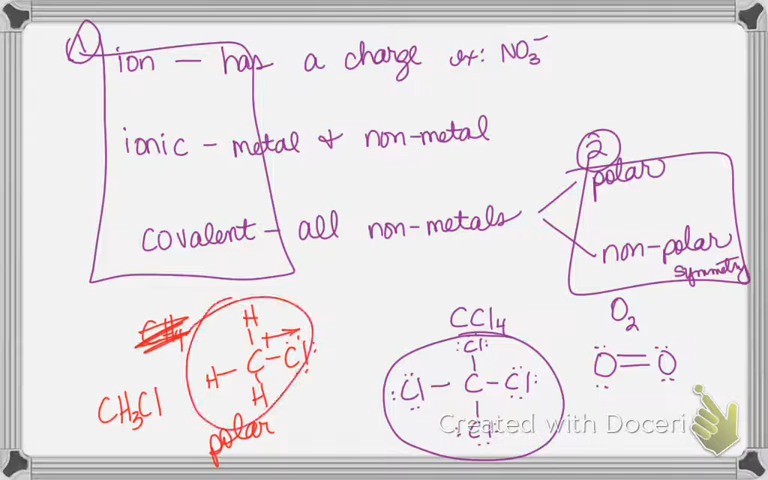 1
ion — has a charge ex: NO₃⁻
ionic - metal & non-metal
2
polar
covalent - all non-metals
non-polar
symmetry
CH₄
CH₃Cl
H
H - C - Cl
H
polar
CCl₄
Cl
Cl - C - Cl
Cl
O₂
O = O
Created with Doceri